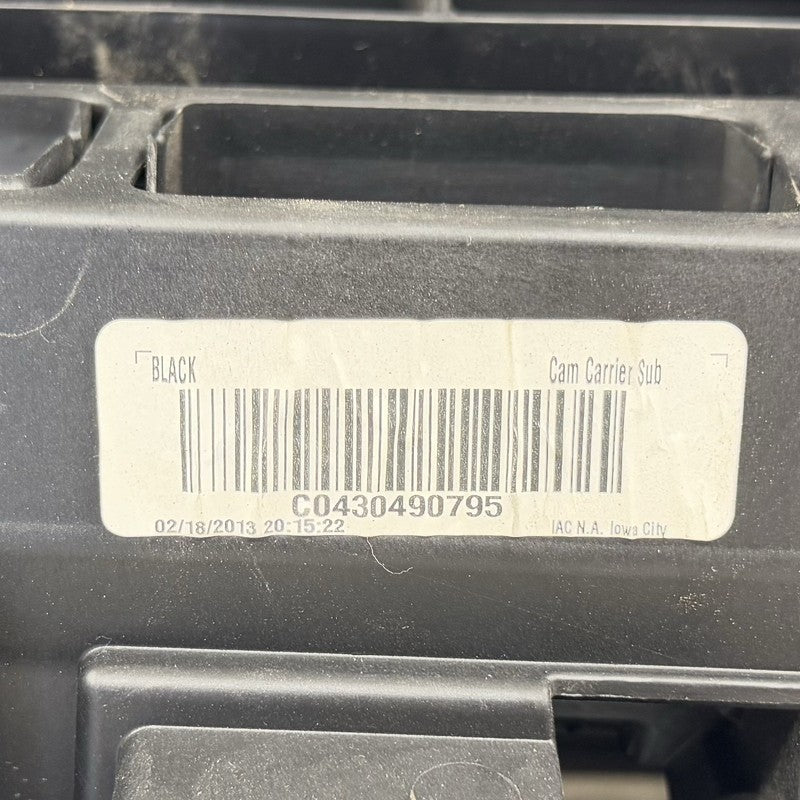 BLACK Cam Carrier Sub
C0430490795
02/18/2013 20:15:22 IAC N.A. Iowa City